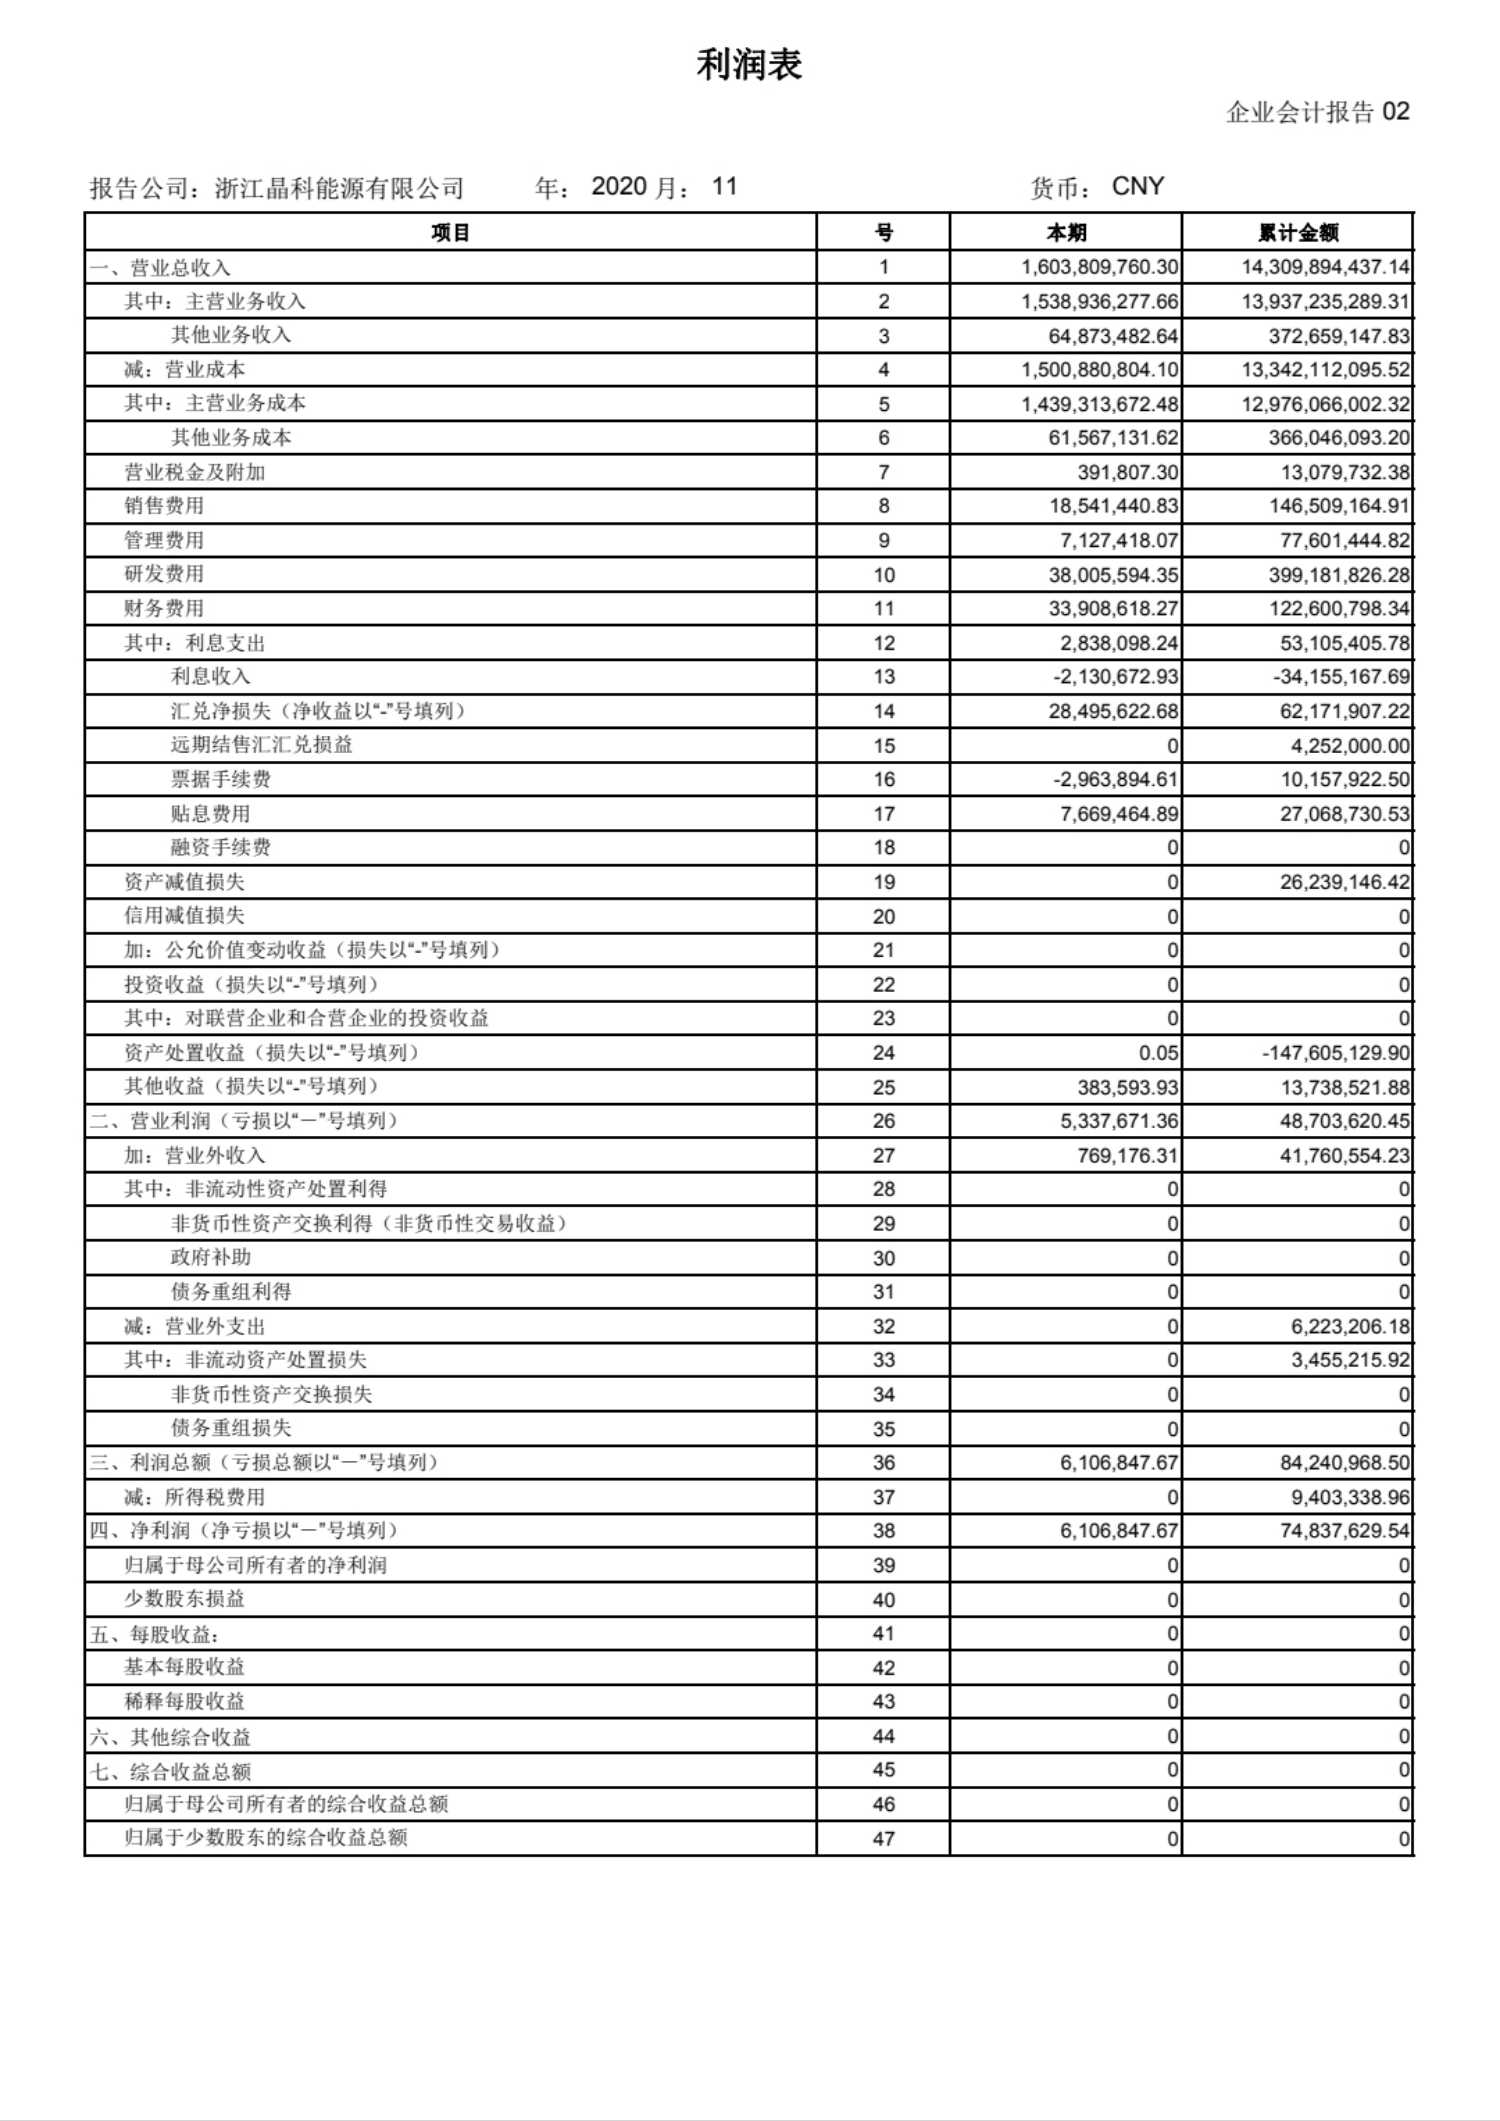 利润表
企业会计报告 02
报告公司：浙江晶科能源有限公司 年： 2020 月： 11 货币： CNY
项目 号 本期 累计金额
一、营业总收入 1 1,603,809,760.30 14,309,894,437.14
其中：主营业务收入 2 1,538,936,277.66 13,937,235,289.31
其他业务收入 3 64,873,482.64 372,659,147.83
减：营业成本 4 1,500,880,804.10 13,342,112,095.52
其中：主营业务成本 5 1,439,313,672.48 12,976,066,002.32
其他业务成本 6 61,567,131.62 366,046,093.20
营业税金及附加 7 391,807.30 13,079,732.38
销售费用 8 18,541,440.83 146,509,164.91
管理费用 9 7,127,418.07 77,601,444.82
研发费用 10 38,005,594.35 399,181,826.28
财务费用 11 33,908,618.27 122,600,798.34
其中：利息支出 12 2,838,098.24 53,105,405.78
利息收入 13 -2,130,672.93 -34,155,167.69
汇兑净损失（净收益以“-”号填列） 14 28,495,622.68 62,171,907.22
远期结售汇汇兑损益 15 0 4,252,000.00
票据手续费 16 -2,963,894.61 10,157,922.50
贴息费用 17 7,669,464.89 27,068,730.53
融资手续费 18 0 0
资产减值损失 19 0 26,239,146.42
信用减值损失 20 0 0
加：公允价值变动收益（损失以“-”号填列） 21 0 0
投资收益（损失以“-”号填列） 22 0 0
其中：对联营企业和合营企业的投资收益 23 0 0
资产处置收益（损失以“-”号填列） 24 0.05 -147,605,129.90
其他收益（损失以“-”号填列） 25 383,593.93 13,738,521.88
二、营业利润（亏损以“－”号填列） 26 5,337,671.36 48,703,620.45
加：营业外收入 27 769,176.31 41,760,554.23
其中：非流动性资产处置利得 28 0 0
非货币性资产交换利得（非货币性交易收益） 29 0 0
政府补助 30 0 0
债务重组利得 31 0 0
减：营业外支出 32 0 6,223,206.18
其中：非流动资产处置损失 33 0 3,455,215.92
非货币性资产交换损失 34 0 0
债务重组损失 35 0 0
三、利润总额（亏损总额以“－”号填列） 36 6,106,847.67 84,240,968.50
减：所得税费用 37 0 9,403,338.96
四、净利润（净亏损以“－”号填列） 38 6,106,847.67 74,837,629.54
归属于母公司所有者的净利润 39 0 0
少数股东损益 40 0 0
五、每股收益： 41 0 0
基本每股收益 42 0 0
稀释每股收益 43 0 0
六、其他综合收益 44 0 0
七、综合收益总额 45 0 0
归属于母公司所有者的综合收益总额 46 0 0
归属于少数股东的综合收益总额 47 0 0